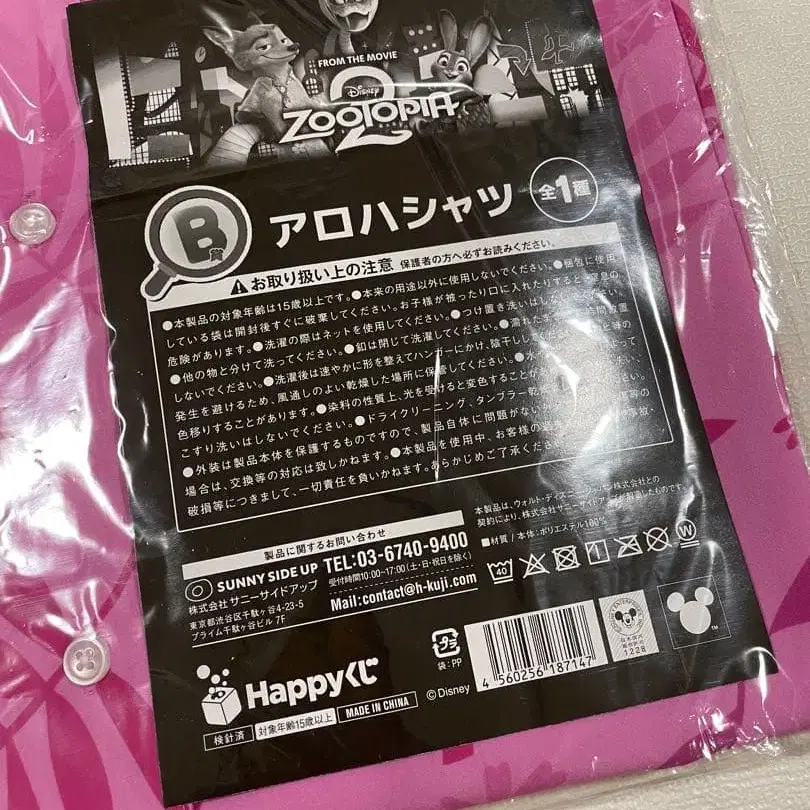 FROM THE MOVIE
Disney
ZOOTOPIA
2
B賞
アロハシャツ
全1種
お取り扱い上の注意 保護者の方へ必ずお読みください。
●本製品の対象年齢は15歳以上です。●本来の用途以外に使用しないでください。●梱包に使用
している袋は開封後すぐに破棄してください。お子様が被ったり口に入れたりすると窒息の
危険があります。●洗濯の際はネットを使用してください。●つけ置き洗いはしな
●他の物と分けて洗ってください。●釦は閉じて洗濯してください。●濡れたま
しないでください。●洗濯後は速やかに形を整えてハンガーにかけ、陰干しし
発生を避けるため、風通しのよい乾燥した場所に保管してください。●水
色移りすることがあります。●染料の性質上、光を受けると変色することが
こすり洗いはしないでください。●ドライクリーニング、タンブラー乾
●外装は製品本体を保護するものですので、製品自体に問題がない
場合は、交換等の対応は致しかねます。●本製品を使用中、お客様の過失
破損等につきまして、一切責任を負いかねます。あらかじめご了承くだ
製品に関するお問い合わせ
SUNNY SIDE UP
株式会社 サニーサイドアップ
東京都渋谷区千駄ヶ谷4-23-5
プライム千駄ヶ谷ビル 7F
TEL:03-6740-9400
受付時間10:00~17:00(土・日・祝日を除く)
Mail:contact@h-kuji.com
本製品は、ウォルト・ディズニー・ジャパン株式会社との
契約により、株式会社サニーサイドアップが製造したものです。
■材質 / 本体:ポリエステル100%
40
W
プラ
袋:PP
4 560256 187147
1228
TM
Happyくじ
©Disney
検針済
対象年齢15歳以上
MADE IN CHINA